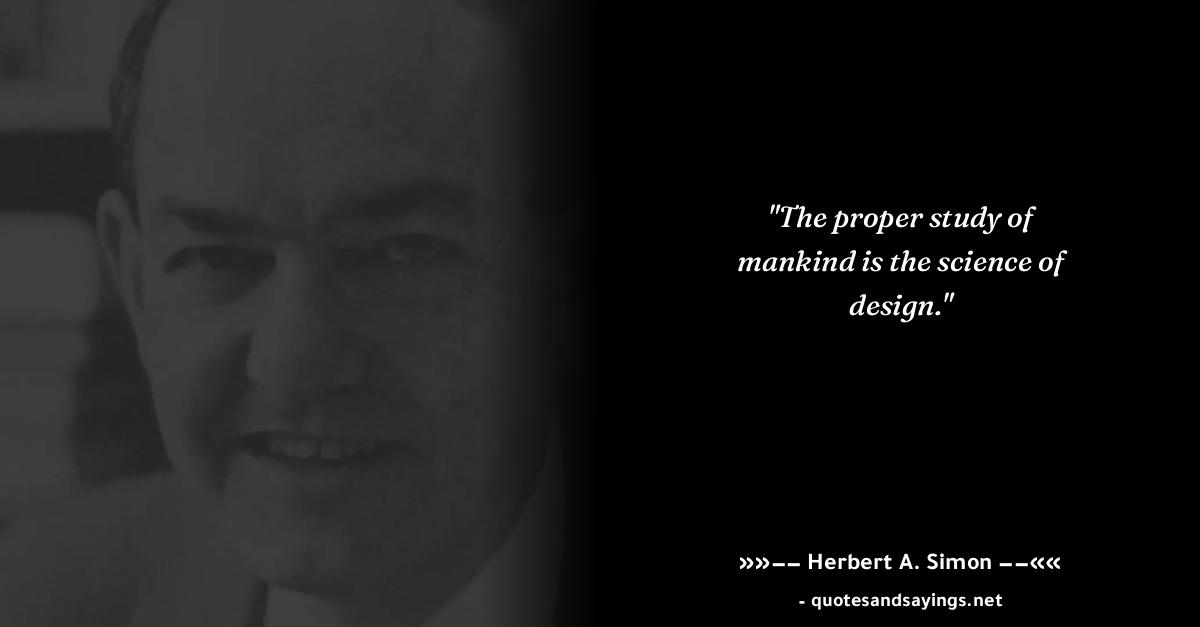 "The proper study of
mankind is the science of
design."
»»−− Herbert A. Simon −−««
- quotesandsayings.net